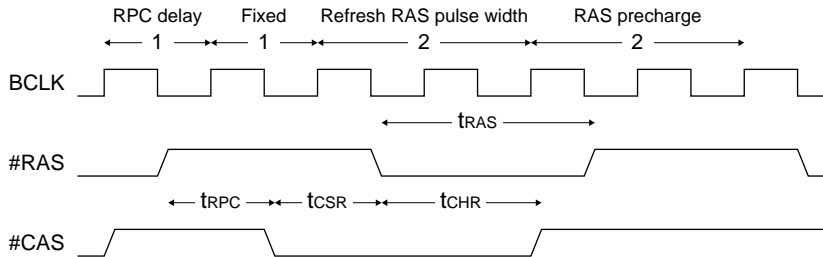 RPC delay Fixed Refresh RAS pulse width RAS precharge
1 1 2 2
BCLK
tRAS
#RAS
tRPC tCSR tCHR
#CAS